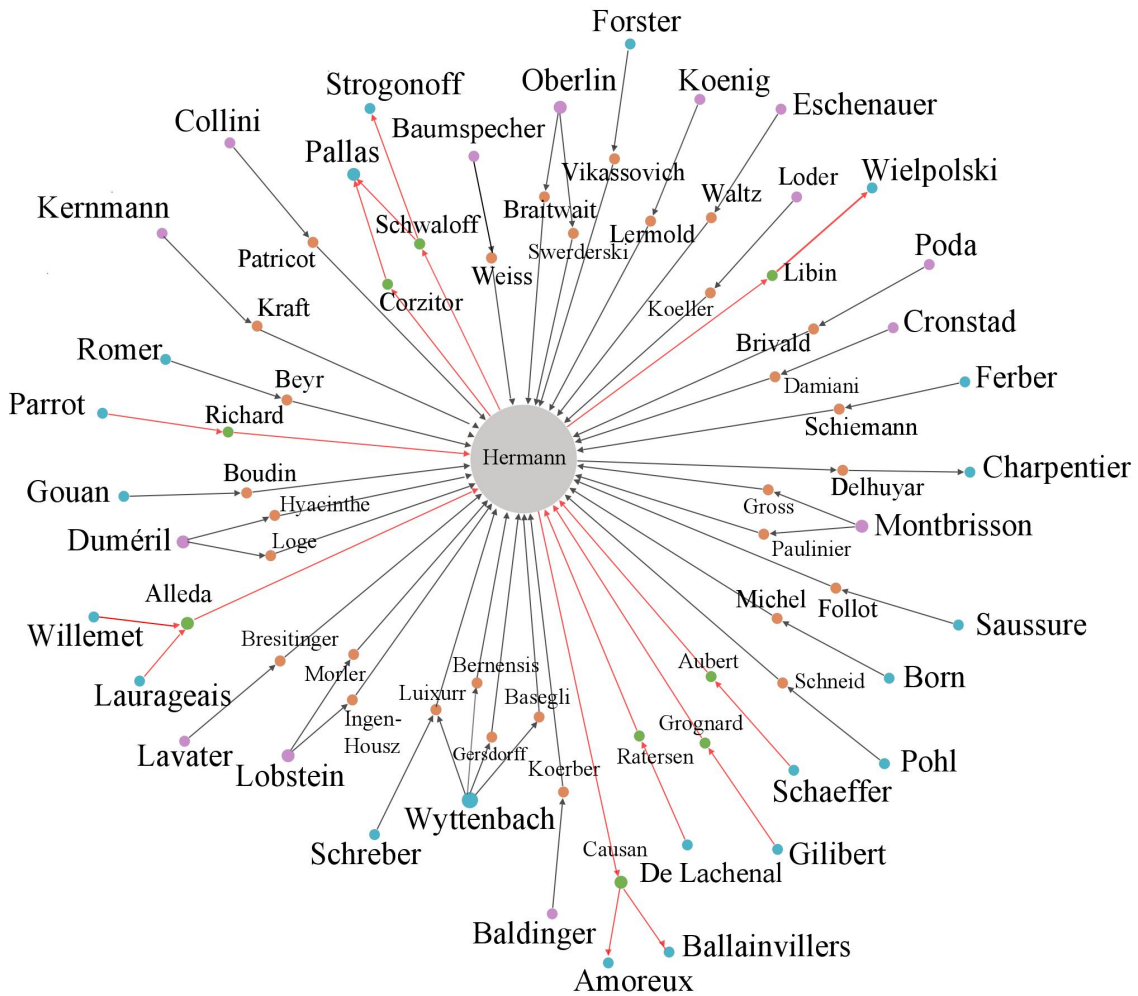 Forster
Strogonoff
Oberlin
Koenig
Eschenauer
Collini
Baumspecher
Pallas
Vikassovich
Loder
Wielpolski
Kernmann
Waltz
Braitwait
Schwaloff
Lermold
Swerderski
Patricot
Weiss
Poda
Libin
Corzitor
Koeller
Kraft
Cronstad
Brivald
Romer
Beyr
Damiani
Ferber
Parrot
Richard
Schiemann
Hermann
Boudin
Charpentier
Delhuyar
Gouan
Hyacinthe
Gross
Montbrisson
Duméril
Loge
Paulinier
Alleda
Michel
Follot
Willemet
Saussure
Bresitinger
Bernensis
Aubert
Morler
Born
Schneid
Laurageais
Luixurr
Basegli
Ingen-
Housz
Grognard
Lavater
Gersdorff
Ratersen
Lobstein
Koerber
Pohl
Schaeffer
Wyttenbach
Schreber
Causan
Gilibert
De Lachenal
Baldinger
Ballainvillers
Amoreux